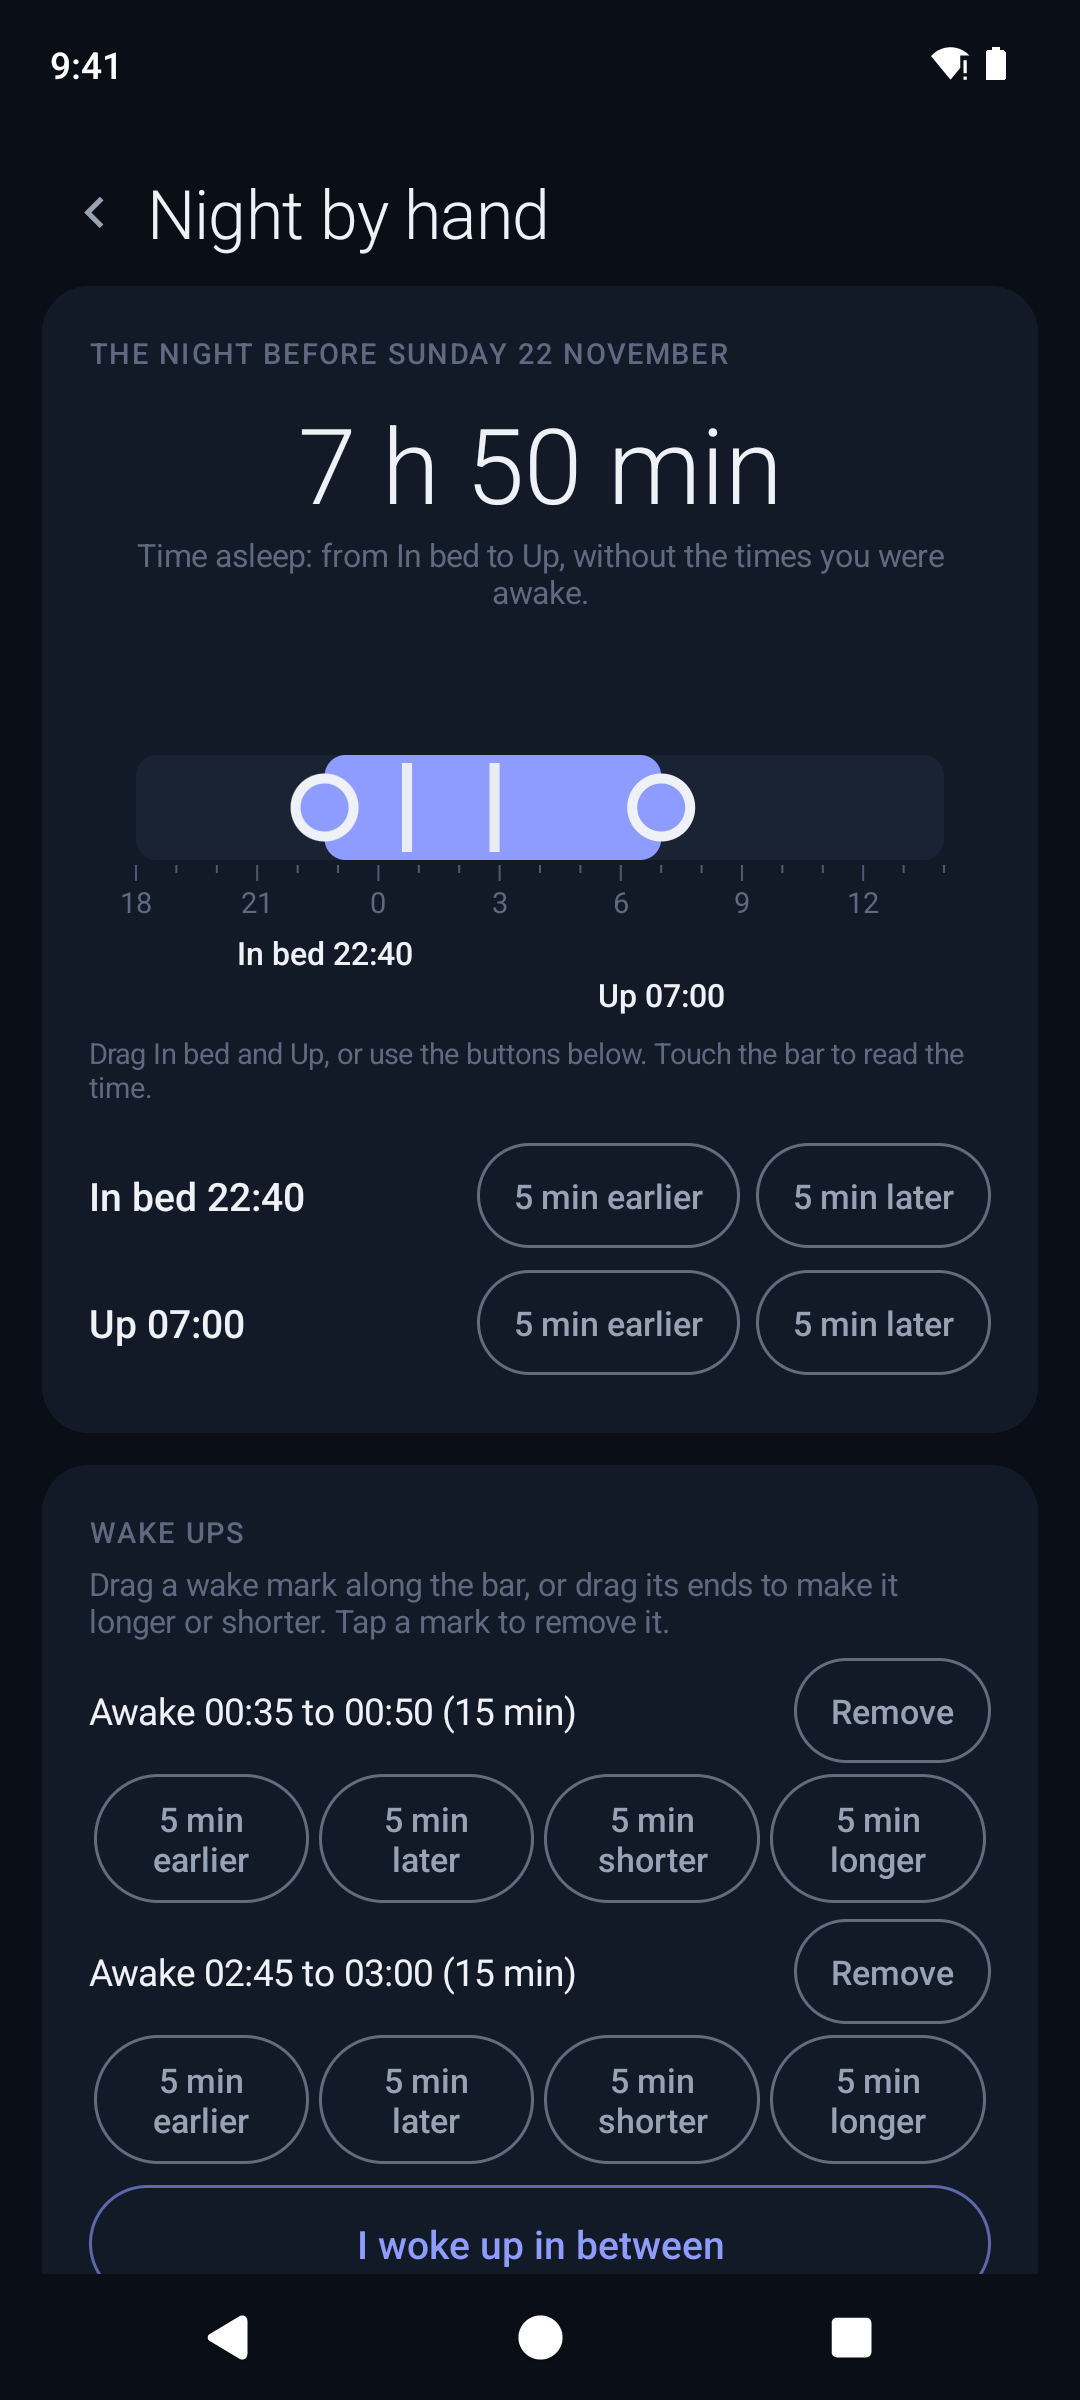 9:41
Night by hand
THE NIGHT BEFORE SUNDAY 22 NOVEMBER
7 h 50 min
Time asleep: from In bed to Up, without the times you were
awake.
18 21 0 3 6 9 12
In bed 22:40
Up 07:00
Drag In bed and Up, or use the buttons below. Touch the bar to read the
time.
In bed 22:40 5 min earlier 5 min later
Up 07:00 5 min earlier 5 min later
WAKE UPS
Drag a wake mark along the bar, or drag its ends to make it
longer or shorter. Tap a mark to remove it.
Awake 00:35 to 00:50 (15 min) Remove
5 min earlier 5 min later 5 min shorter 5 min longer
Awake 02:45 to 03:00 (15 min) Remove
5 min earlier 5 min later 5 min shorter 5 min longer
I woke up in between